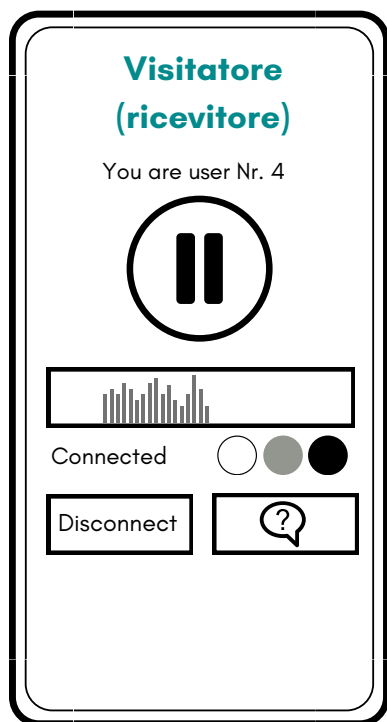 Visitatore
(ricevitore)
You are user Nr. 4
Connected
Disconnect
?